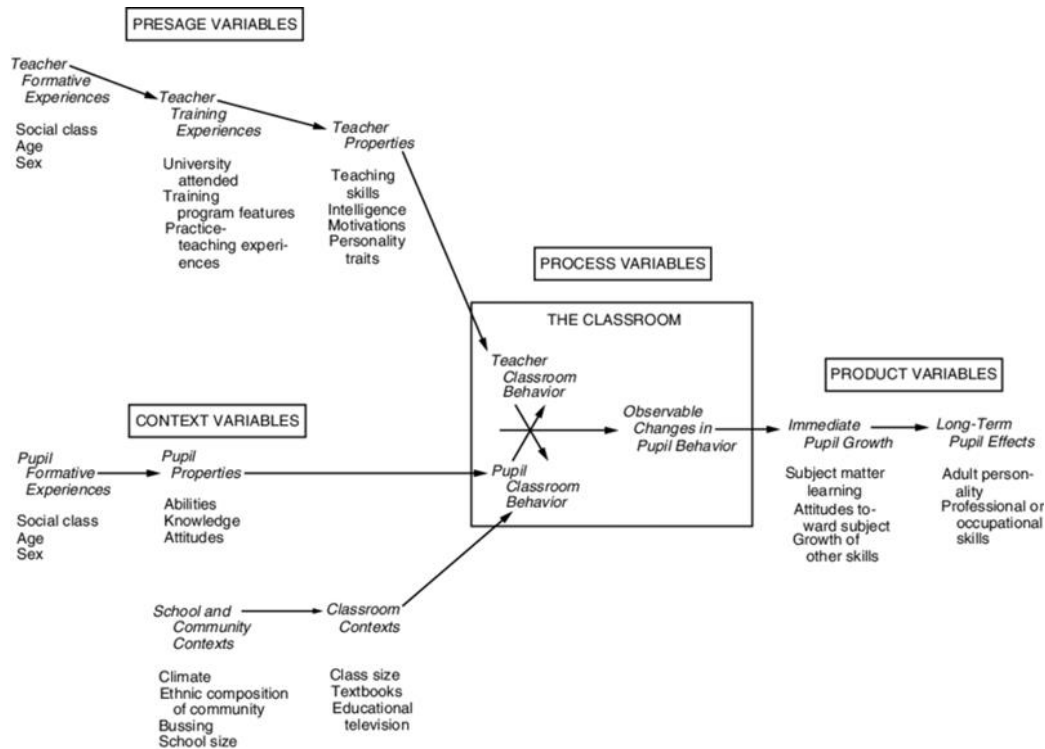 PRESAGE VARIABLES
Teacher
Formative
Experiences
Social class
Age
Sex
Teacher
Training
Experiences
University
attended
Training
program features
Practice-
teaching experi-
ences
Teacher
Properties
Teaching
skills
Intelligence
Motivations
Personality
traits
PROCESS VARIABLES
THE CLASSROOM
Teacher
Classroom
Behavior
Observable
Changes in
Pupil Behavior
Pupil
Classroom
Behavior
PRODUCT VARIABLES
Immediate
Pupil Growth
Subject matter
learning
Attitudes to-
ward subject
Growth of
other skills
Long-Term
Pupil Effects
Adult person-
ality
Professional or
occupational
skills
CONTEXT VARIABLES
Pupil
Formative
Experiences
Social class
Age
Sex
Pupil
Properties
Abilities
Knowledge
Attitudes
School and
Community
Contexts
Climate
Ethnic composition
of community
Bussing
School size
Classroom
Contexts
Class size
Textbooks
Educational
television